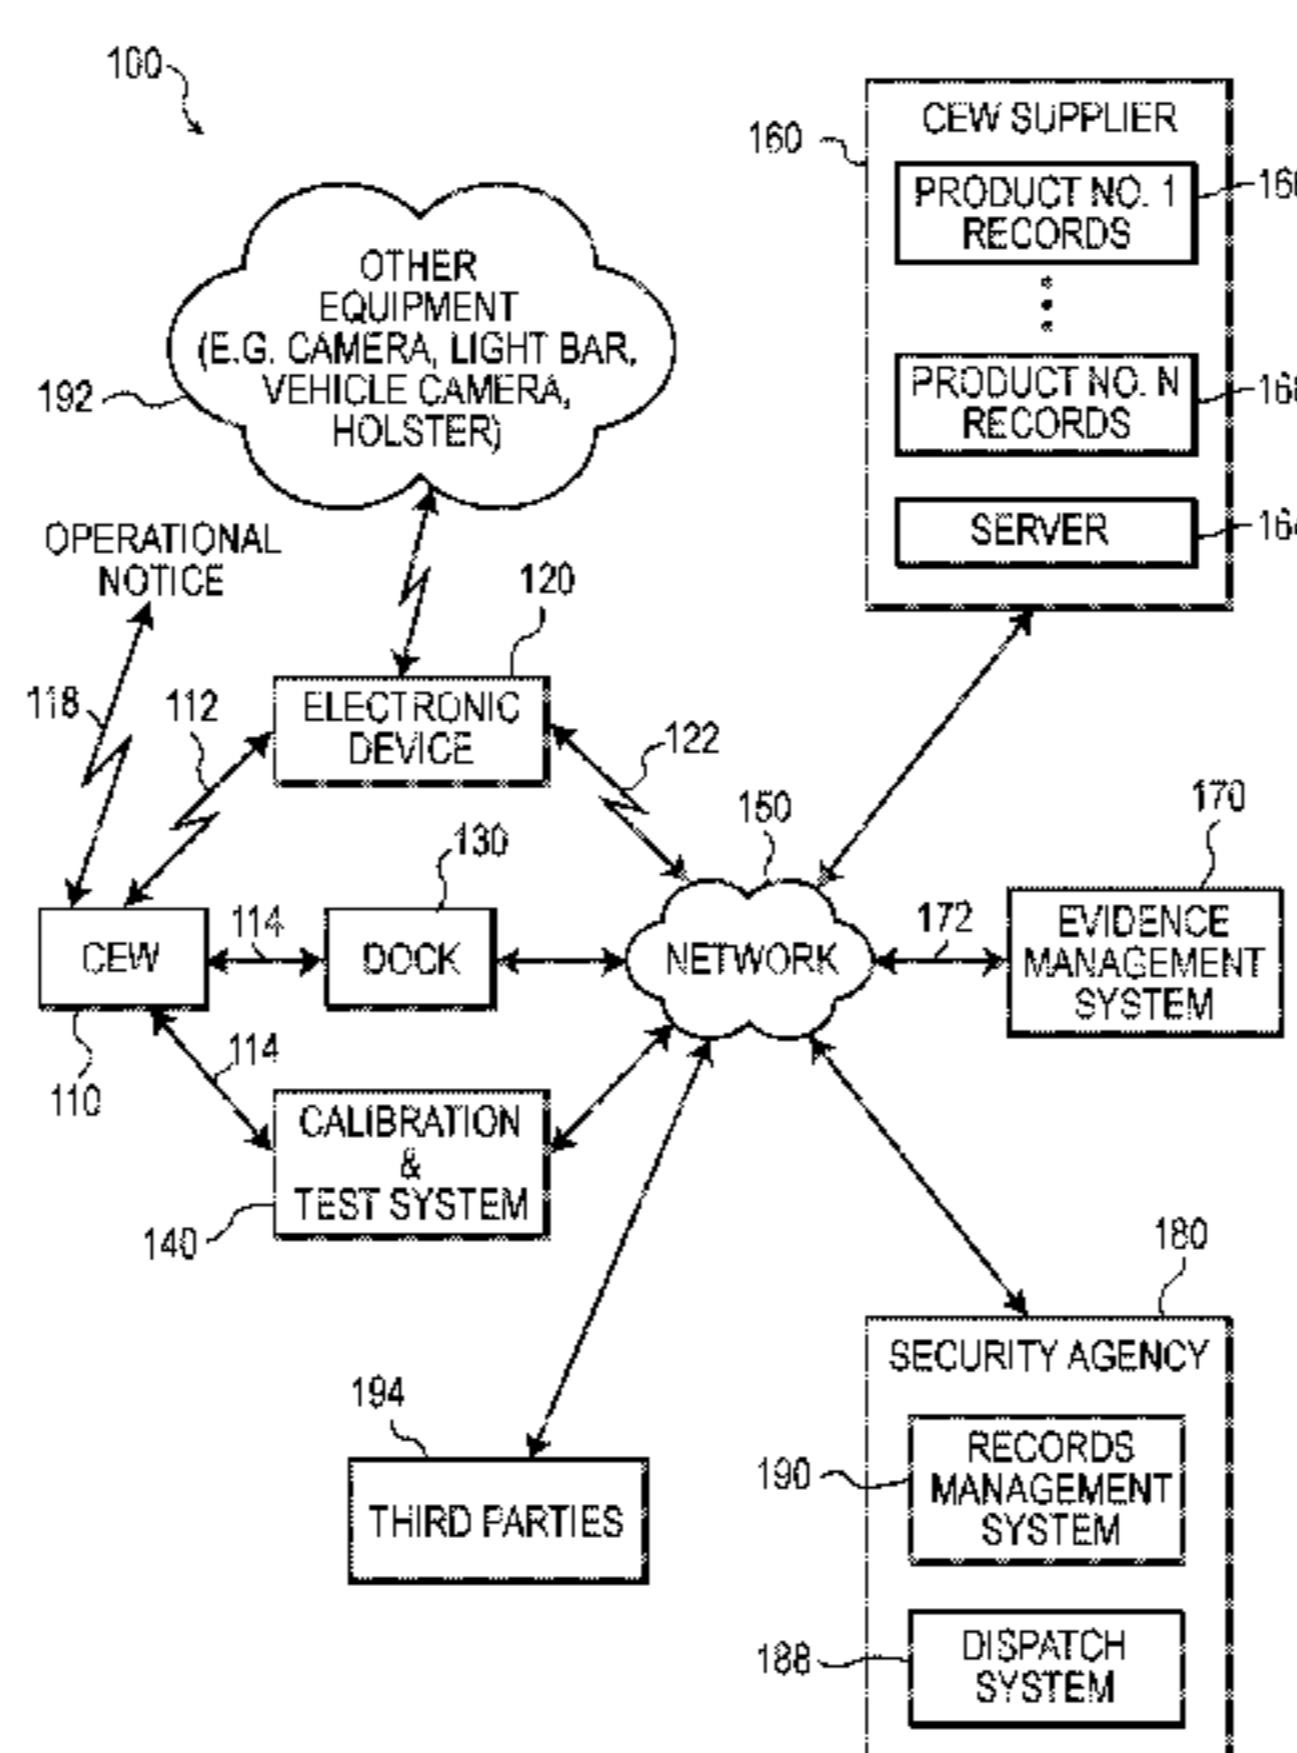 100
CEW SUPPLIER
160
PRODUCT NO. 1
RECORDS
PRODUCT NO. N
RECORDS
SERVER
OTHER
EQUIPMENT
(E.G. CAMERA, LIGHT BAR,
VEHICLE CAMERA,
HOLSTER)
192
OPERATIONAL
NOTICE
120
118
112
ELECTRONIC
DEVICE
122
150
170
130
CEW
114
DOCK
NETWORK
172
EVIDENCE
MANAGEMENT
SYSTEM
110
114
CALIBRATION
&
TEST SYSTEM
140
180
SECURITY AGENCY
194
THIRD PARTIES
190
RECORDS
MANAGEMENT
SYSTEM
188
DISPATCH
SYSTEM